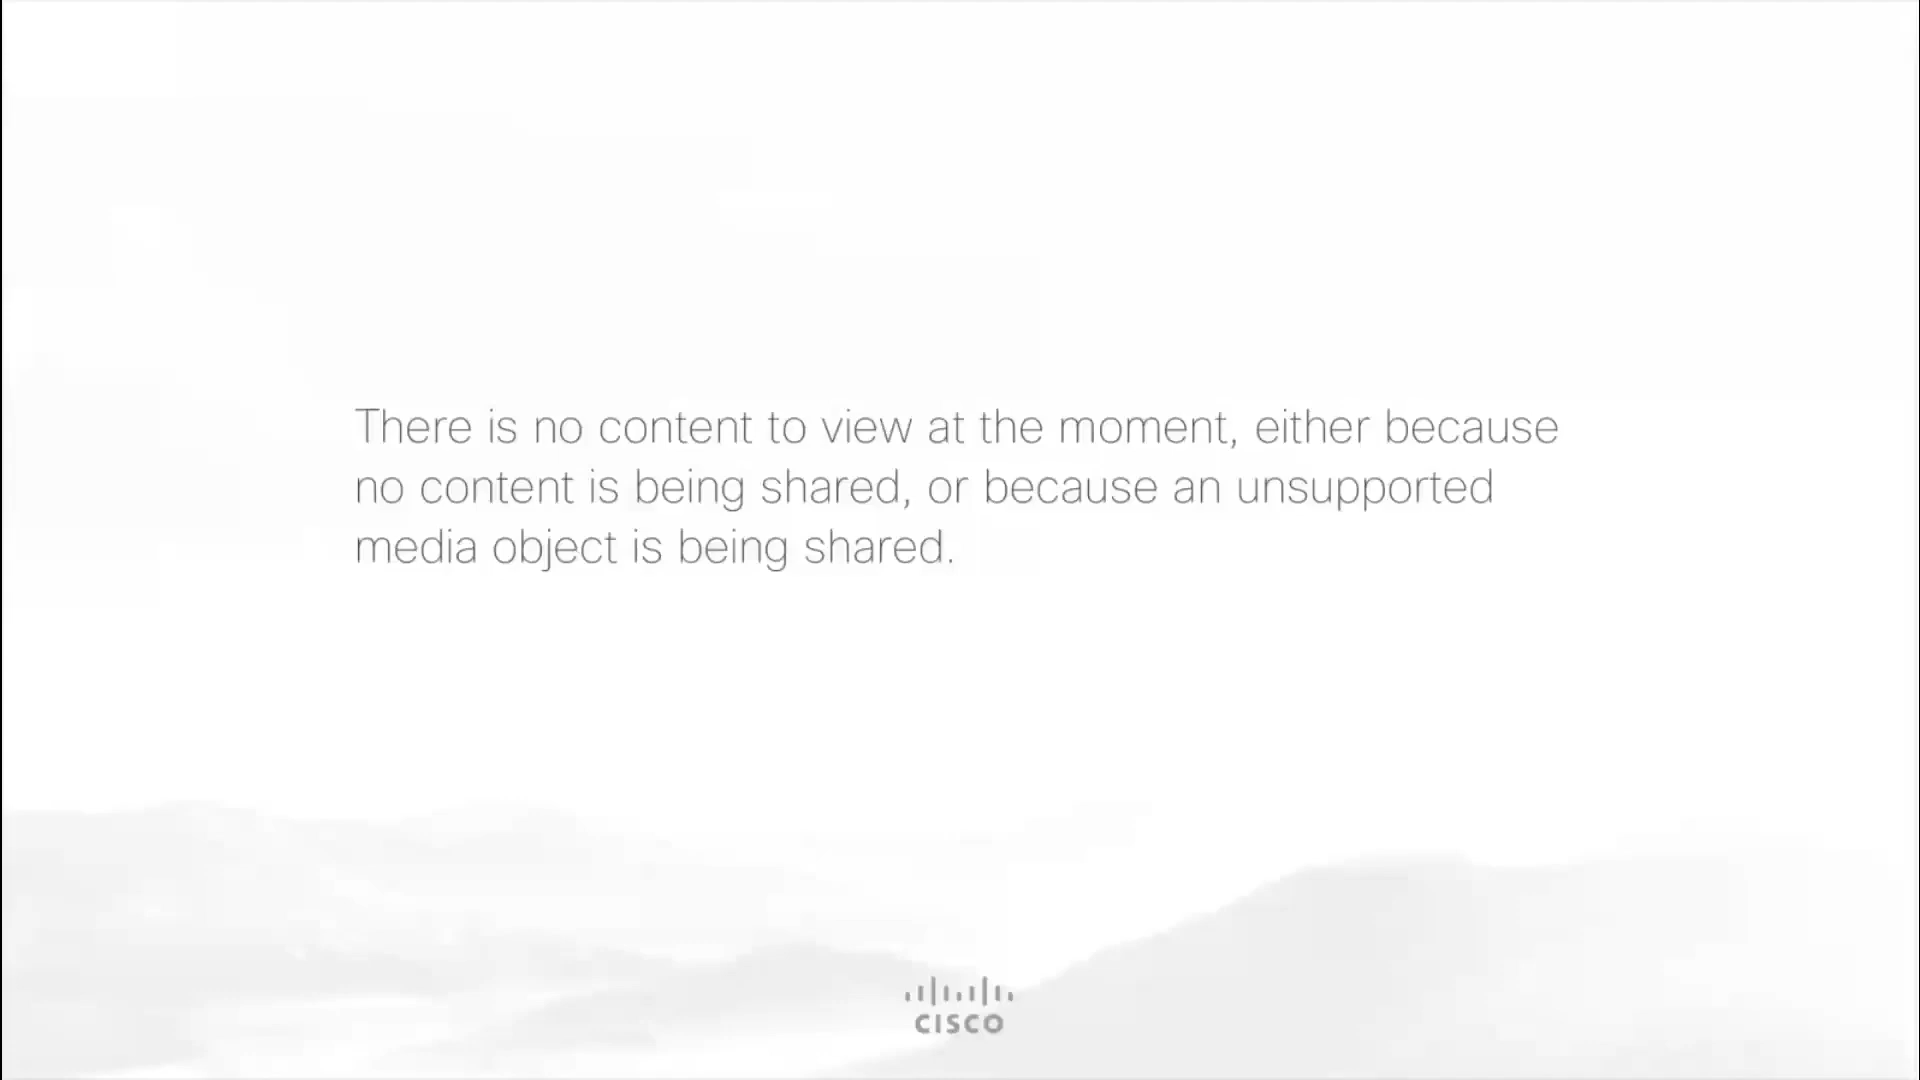 There is no content to view at the moment, either because
no content is being shared, or because an unsupported
media object is being shared.
CISCO